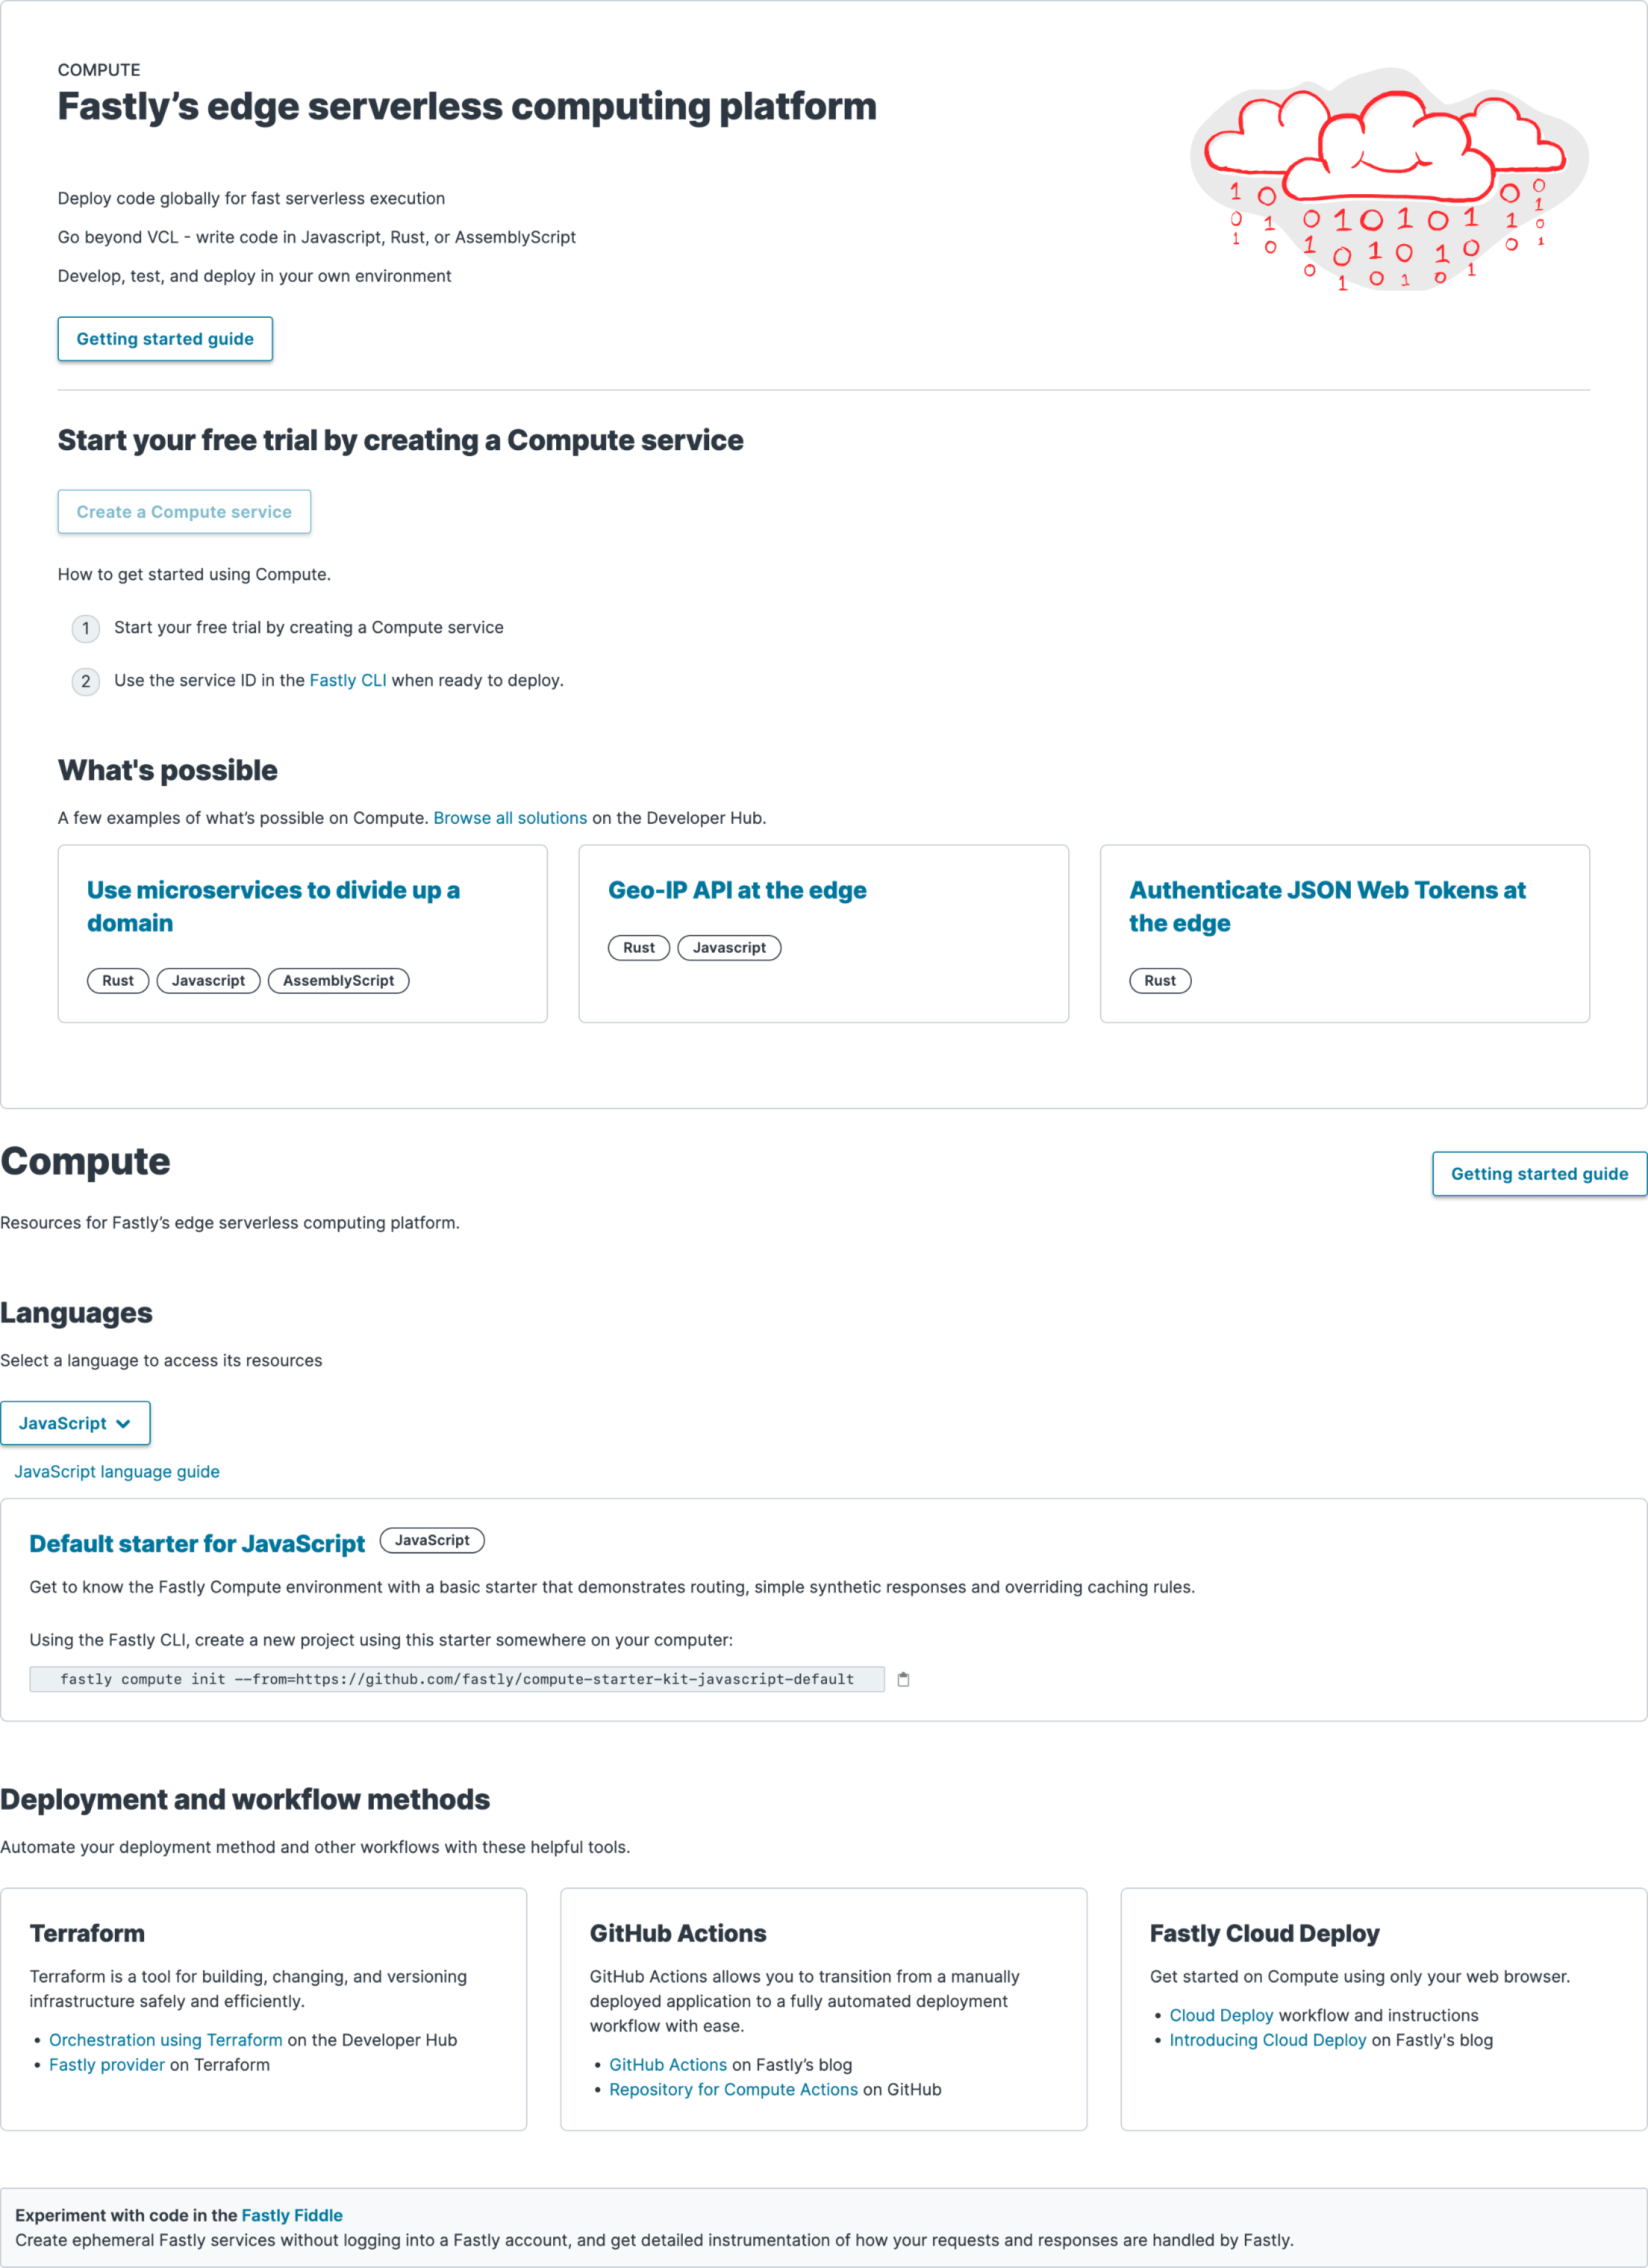 COMPUTE
Fastly’s edge serverless computing platform
Deploy code globally for fast serverless execution
Go beyond VCL - write code in Javascript, Rust, or AssemblyScript
Develop, test, and deploy in your own environment
Getting started guide
1 0 0 1 0 1 0 1 0 0
0 1 1 0 1 0 1 0 1 1
1 0 0 1 0 1 0 1 0 1
Start your free trial by creating a Compute service
Create a Compute service
How to get started using Compute.
1 Start your free trial by creating a Compute service
2 Use the service ID in the Fastly CLI when ready to deploy.
What's possible
A few examples of what’s possible on Compute. Browse all solutions on the Developer Hub.
Use microservices to divide up a
domain
Rust Javascript AssemblyScript
Geo-IP API at the edge
Rust Javascript
Authenticate JSON Web Tokens at
the edge
Rust
Compute
Getting started guide
Resources for Fastly’s edge serverless computing platform.
Languages
Select a language to access its resources
JavaScript
JavaScript language guide
Default starter for JavaScript JavaScript
Get to know the Fastly Compute environment with a basic starter that demonstrates routing, simple synthetic responses and overriding caching rules.
Using the Fastly CLI, create a new project using this starter somewhere on your computer:
fastly compute init --from=https://github.com/fastly/compute-starter-kit-javascript-default
Deployment and workflow methods
Automate your deployment method and other workflows with these helpful tools.
Terraform
Terraform is a tool for building, changing, and versioning
infrastructure safely and efficiently.
• Orchestration using Terraform on the Developer Hub
• Fastly provider on Terraform
GitHub Actions
GitHub Actions allows you to transition from a manually
deployed application to a fully automated deployment
workflow with ease.
• GitHub Actions on Fastly’s blog
• Repository for Compute Actions on GitHub
Fastly Cloud Deploy
Get started on Compute using only your web browser.
• Cloud Deploy workflow and instructions
• Introducing Cloud Deploy on Fastly's blog
Experiment with code in the Fastly Fiddle
Create ephemeral Fastly services without logging into a Fastly account, and get detailed instrumentation of how your requests and responses are handled by Fastly.